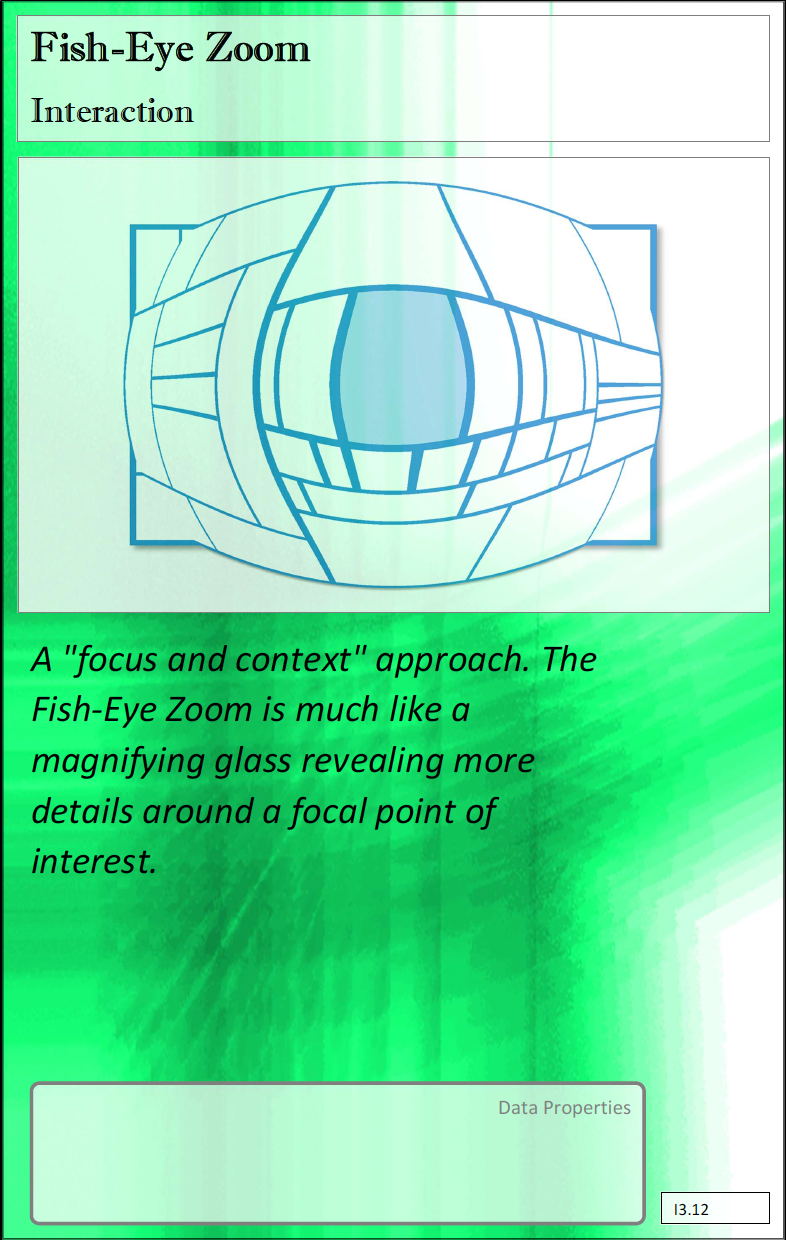 Fish-Eye Zoom
Interaction
A "focus and context" approach. The
Fish-Eye Zoom is much like a
magnifying glass revealing more
details around a focal point of
interest.
Data Properties
I3.12